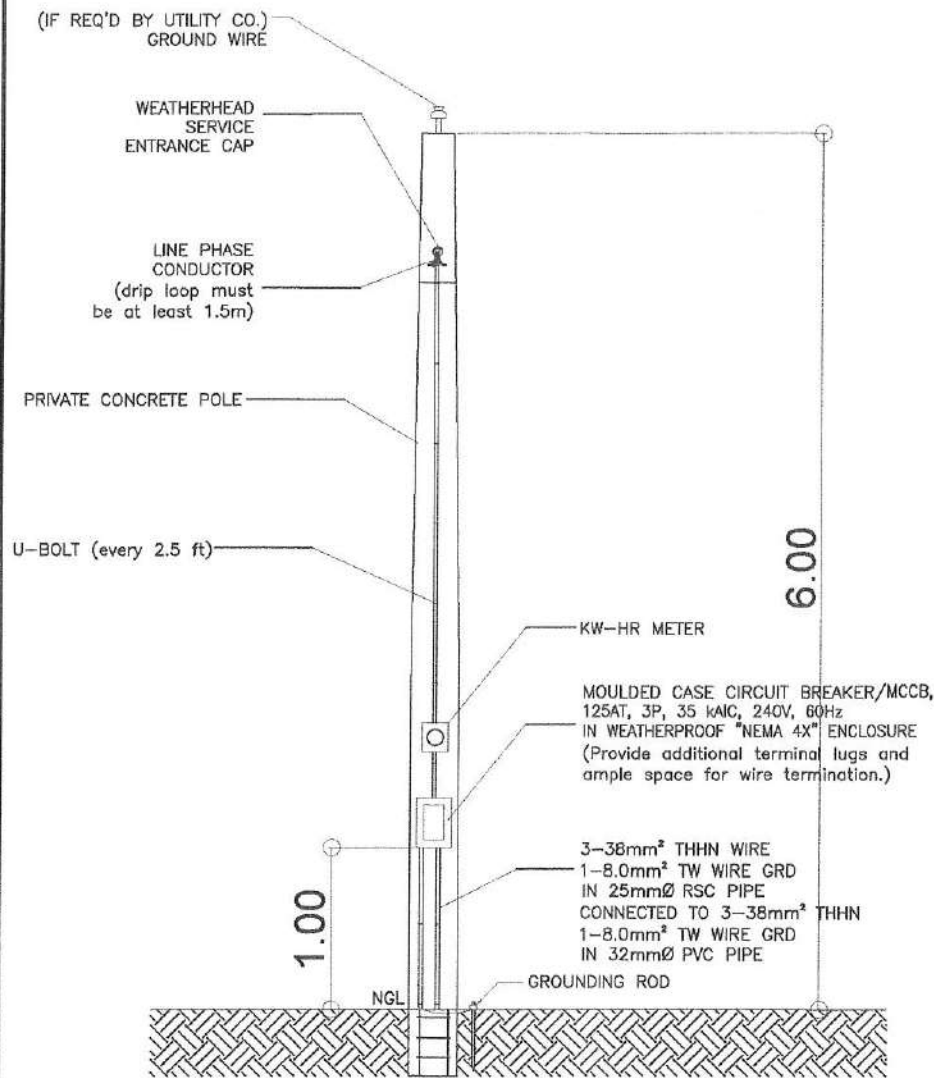 (IF REQ'D BY UTILITY CO.)
GROUND WIRE
WEATHERHEAD
SERVICE
ENTRANCE CAP
LINE PHASE
CONDUCTOR
(drip loop must
be at least 1.5m)
PRIVATE CONCRETE POLE
U-BOLT (every 2.5 ft)
6.00
KW-HR METER
MOULDED CASE CIRCUIT BREAKER/MCCB,
125AT, 3P, 35 kAIC, 240V, 60Hz
IN WEATHERPROOF "NEMA 4X" ENCLOSURE
(Provide additional terminal lugs and
ample space for wire termination.)
3-38mm² THHN WIRE
1-8.0mm² TW WIRE GRD
IN 25mmØ RSC PIPE
CONNECTED TO 3-38mm² THHN
1-8.0mm² TW WIRE GRD
IN 32mmØ PVC PIPE
1.00
GROUNDING ROD
NGL